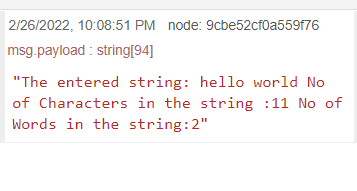 2/26/2022, 10:08:51 PM node: 9cbe52cf0a559f76
msg.payload : string[94]
"The entered string: hello world No
of Characters in the string :11 No of
Words in the string:2"